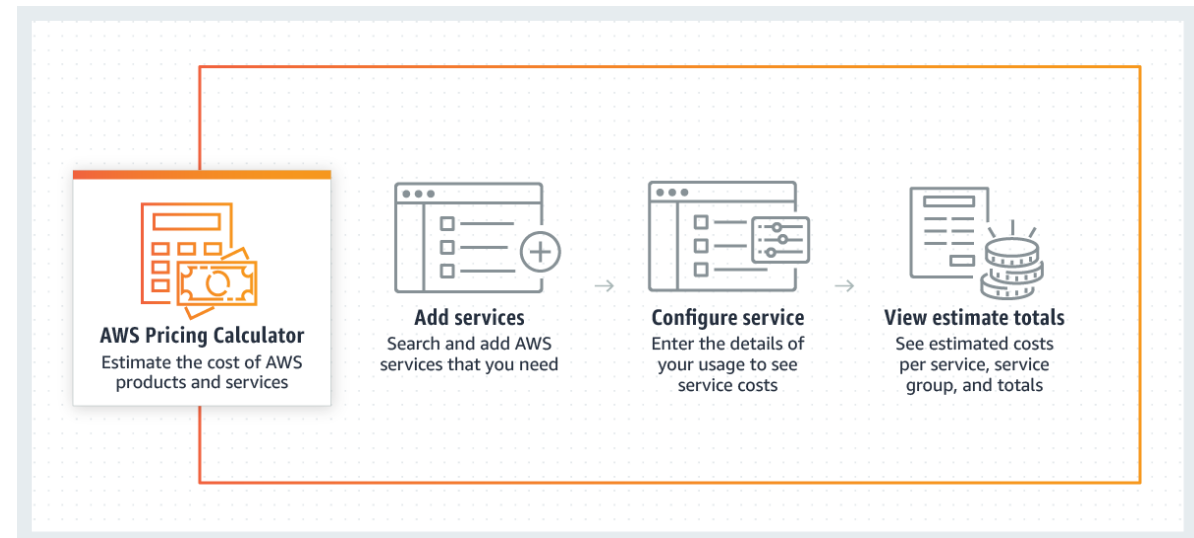 AWS Pricing Calculator
Estimate the cost of AWS
products and services
Add services
Search and add AWS
services that you need
Configure service
Enter the details of
your usage to see
service costs
View estimate totals
See estimated costs
per service, service
group, and totals